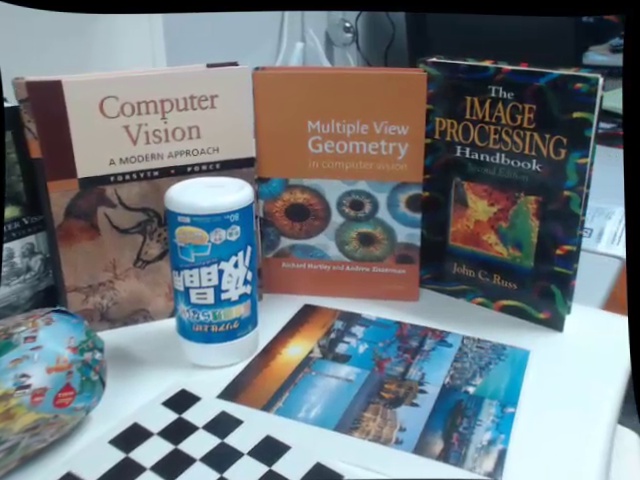 Computer
Vision
A MODERN APPROACH
FORSYTH • PONCE
Multiple View
Geometry
in computer vision
Richard Hartley and Andrew Zisserman
The
IMAGE
PROCESSING
Handbook
Second Edition
John C. Russ